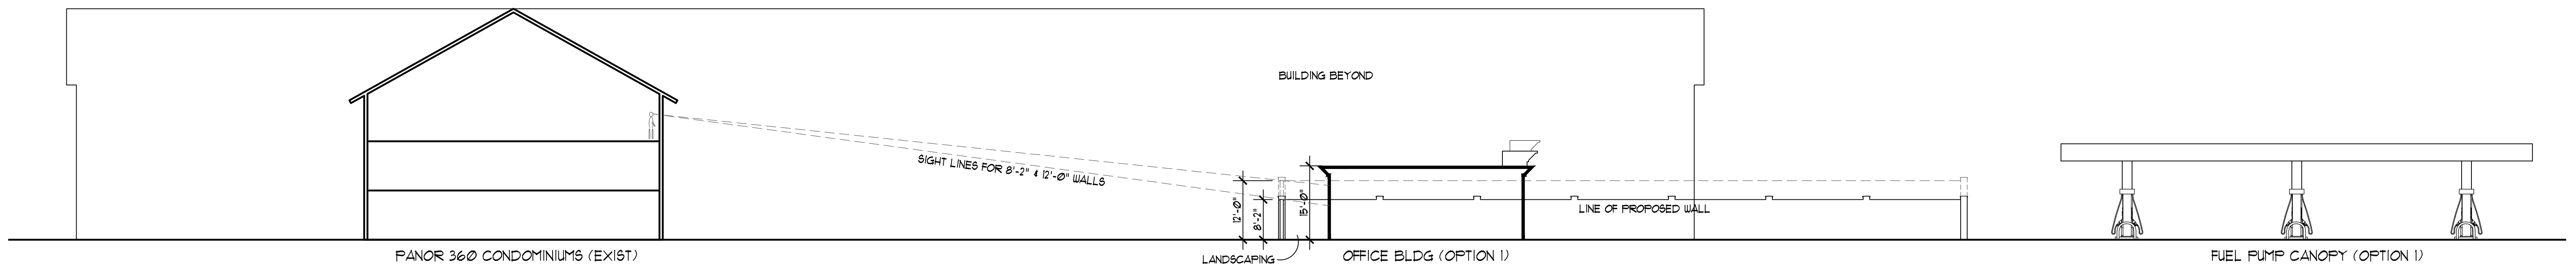 BUILDING BEYOND
SIGHT LINES FOR 8'-2" & 12'-0" WALLS
12'-0"
8'-2"
15'-0"
LINE OF PROPOSED WALL
LANDSCAPING
PANOR 360 CONDOMINIUMS (EXIST)
OFFICE BLDG (OPTION 1)
FUEL PUMP CANOPY (OPTION 1)